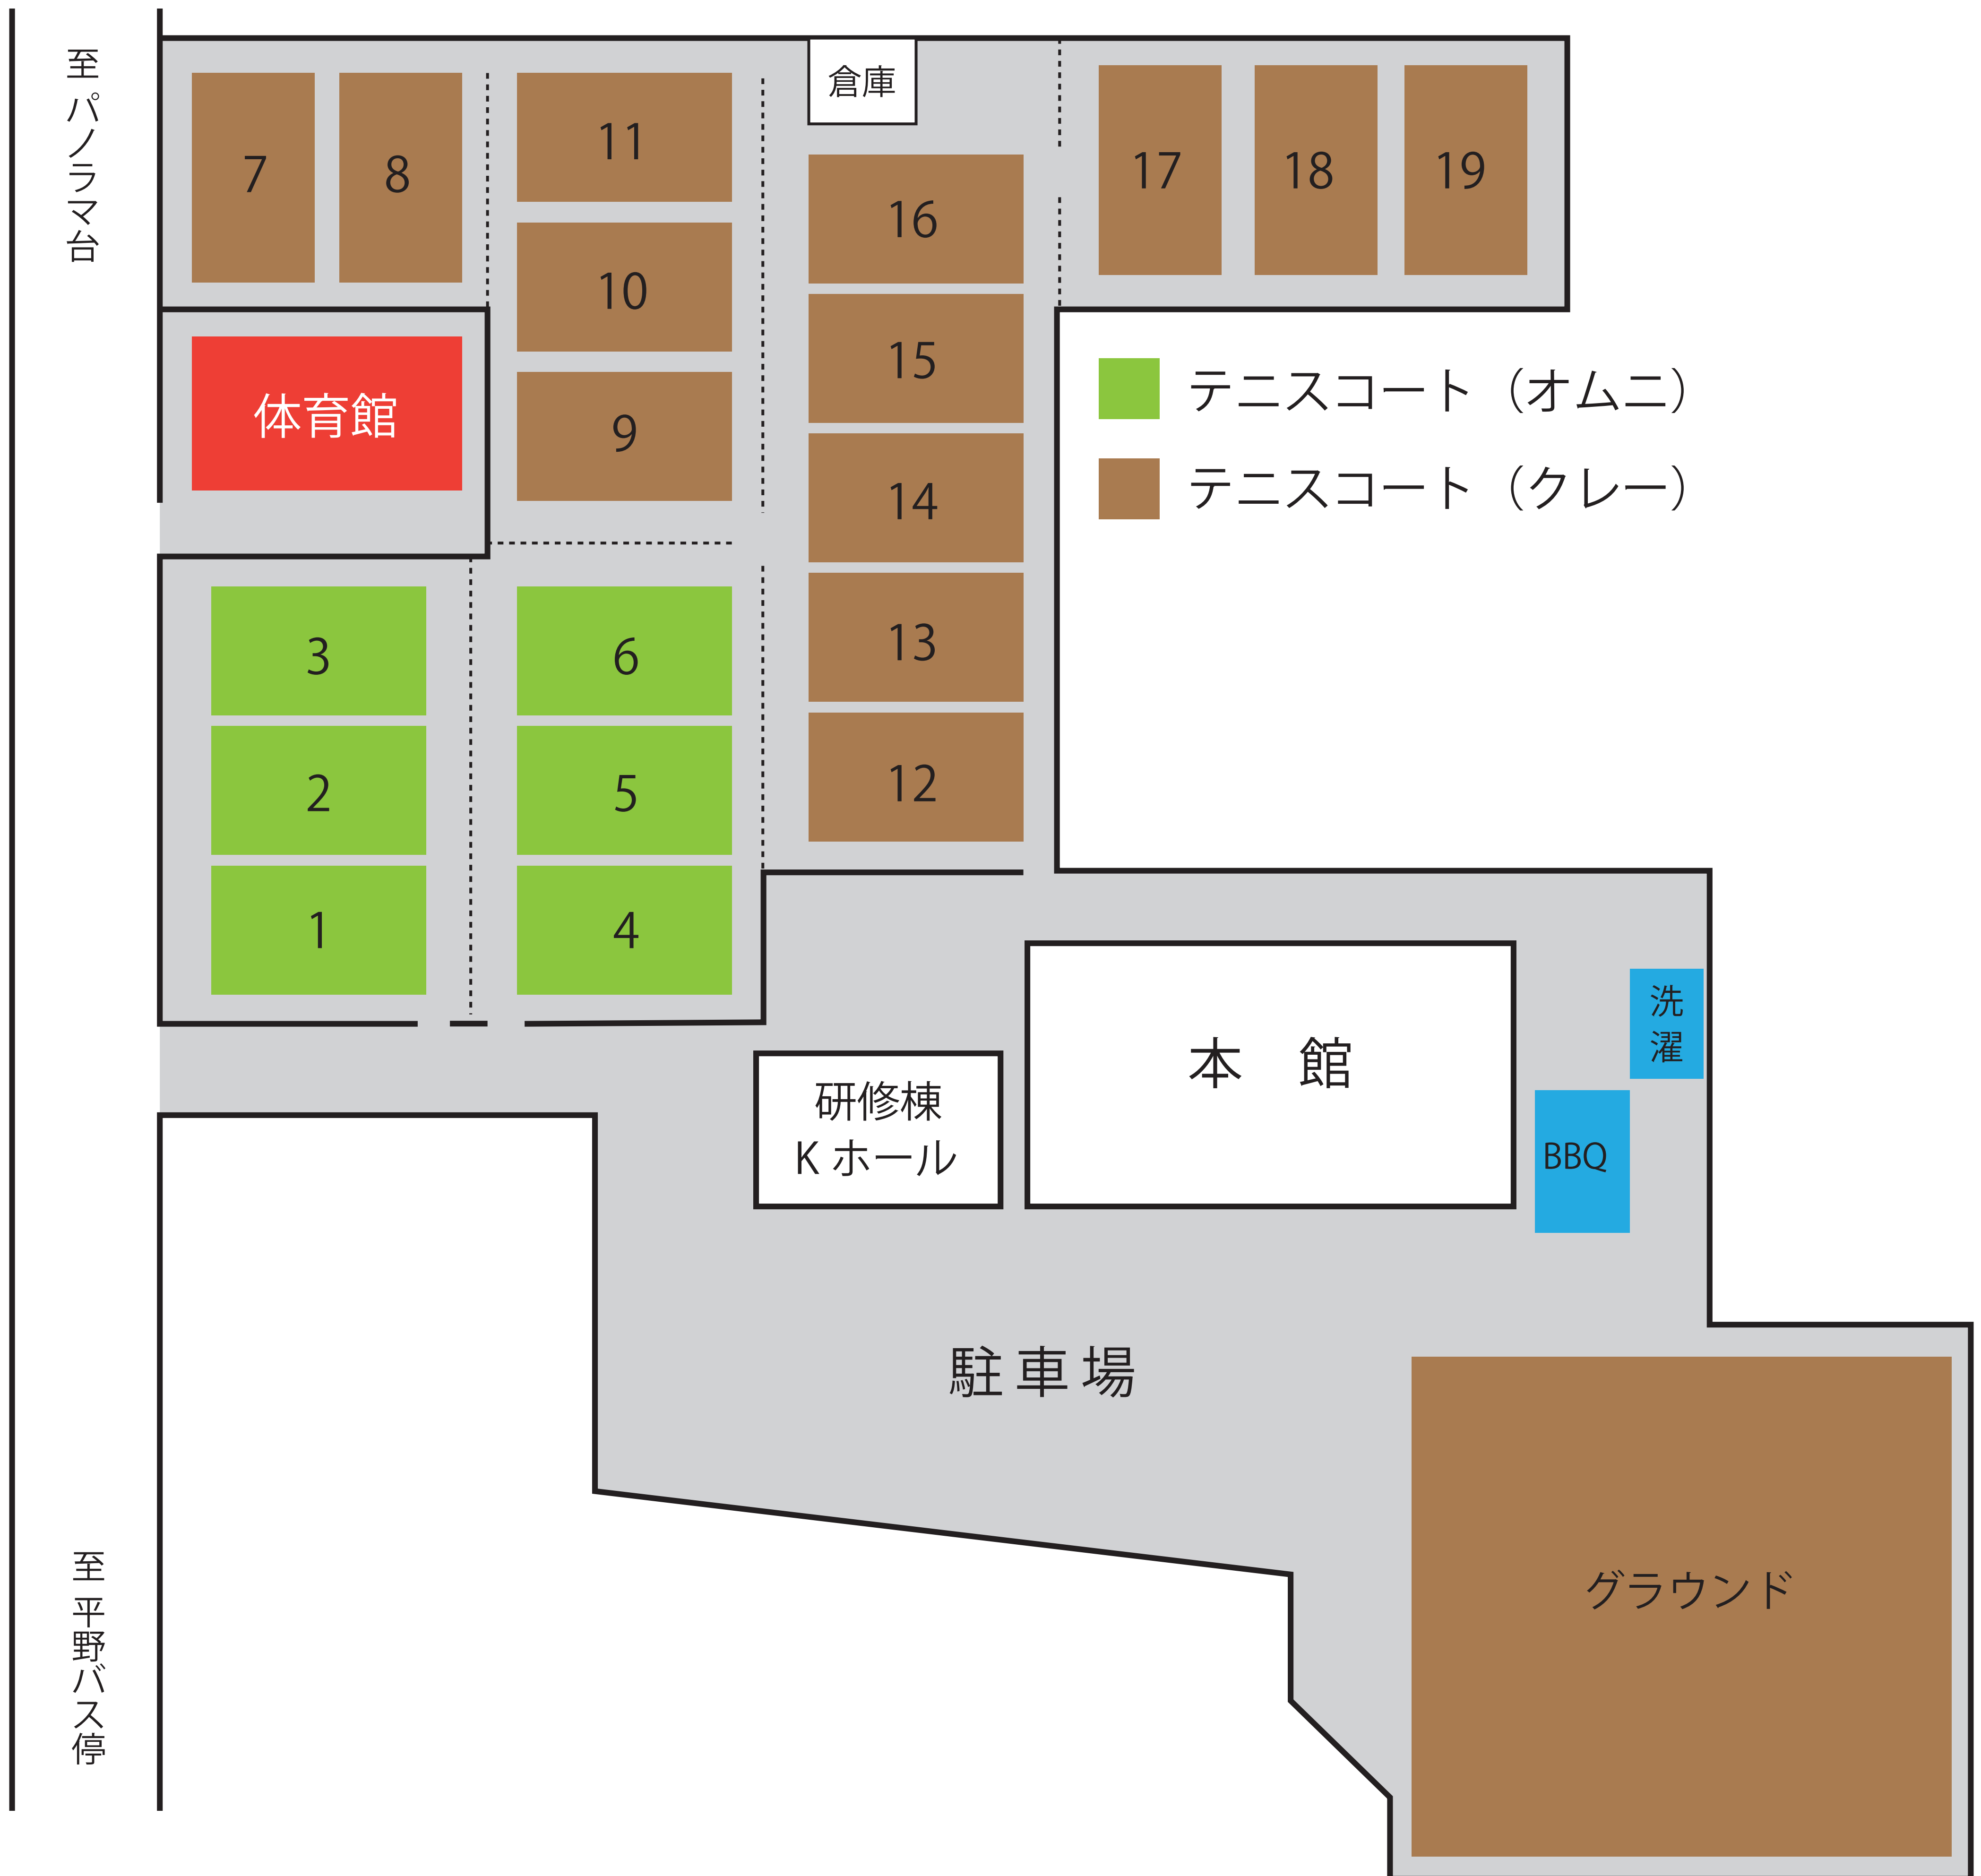 至 パノラマ台
倉庫
7
8
11
10
9
16
15
14
13
12
17
18
19
体育館
テニスコート（オムニ）
テニスコート（クレー）
3
2
1
6
5
4
本　館
研修棟
K ホール
洗濯
BBQ
駐車場
グラウンド
至 平野バス停